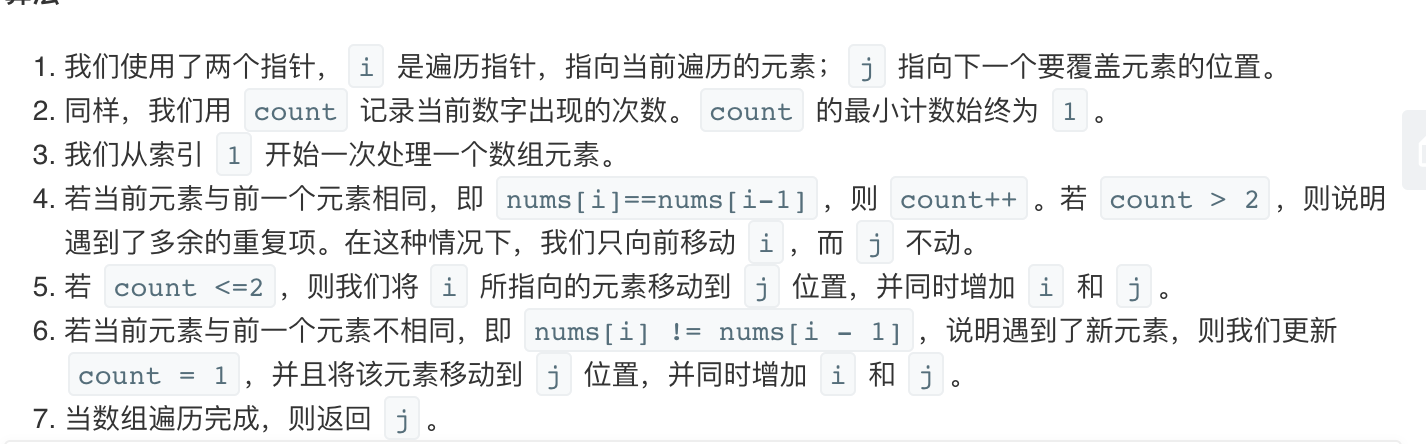 1. 我们使用了两个指针， i 是遍历指针，指向当前遍历的元素； j 指向下一个要覆盖元素的位置。
2. 同样，我们用 count 记录当前数字出现的次数。 count 的最小计数始终为 1 。
3. 我们从索引 1 开始一次处理一个数组元素。
4. 若当前元素与前一个元素相同，即 nums[i]==nums[i-1] ，则 count++ 。若 count > 2 ，则说明
遇到了多余的重复项。在这种情况下，我们只向前移动 i ，而 j 不动。
5. 若 count <=2 ，则我们将 i 所指向的元素移动到 j 位置，并同时增加 i 和 j 。
6. 若当前元素与前一个元素不相同，即 nums[i] != nums[i - 1] ，说明遇到了新元素，则我们更新
count = 1 ，并且将该元素移动到 j 位置，并同时增加 i 和 j 。
7. 当数组遍历完成，则返回 j 。